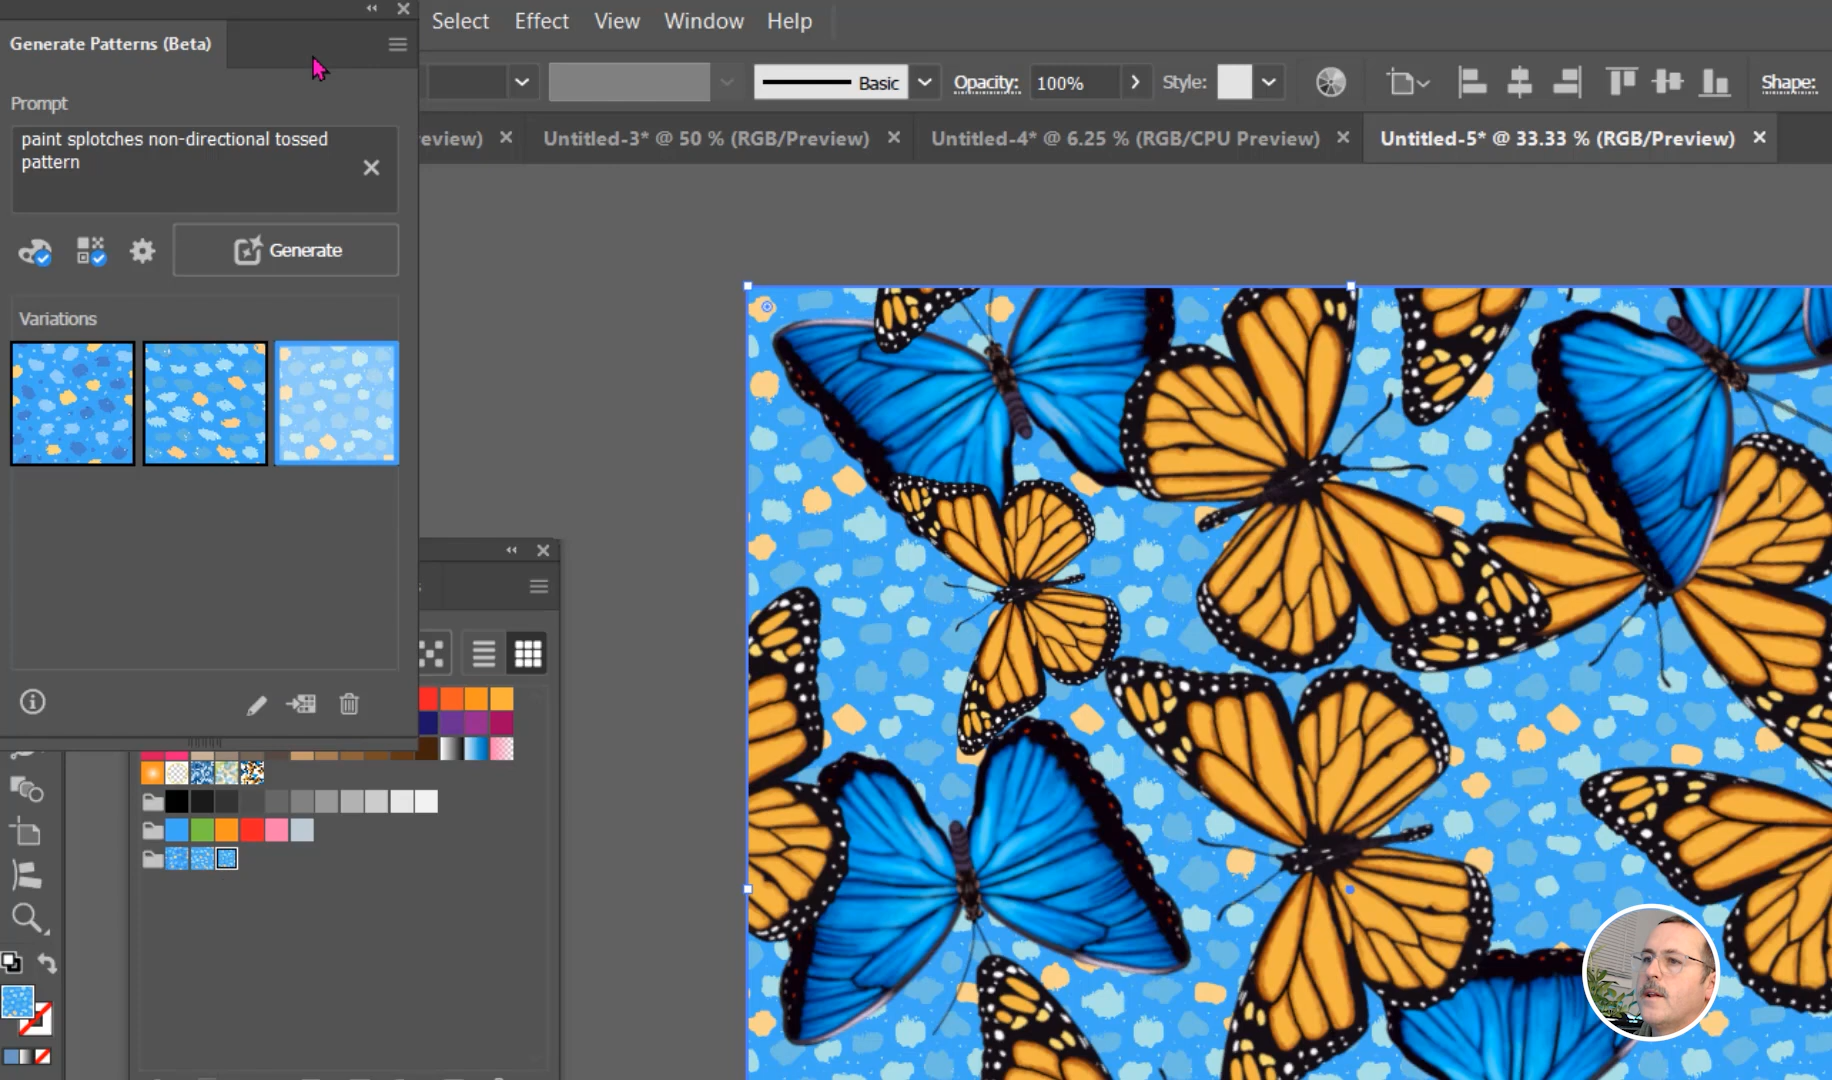 Select Effect View Window Help
Generate Patterns (Beta)
Basic Opacity: 100% Style: Shape:
Prompt
paint splotches non-directional tossed
pattern
eview) Untitled-3* @ 50 % (RGB/Preview) Untitled-4* @ 6.25 % (RGB/CPU Preview) Untitled-5* @ 33.33 % (RGB/Preview)
Generate
Variations